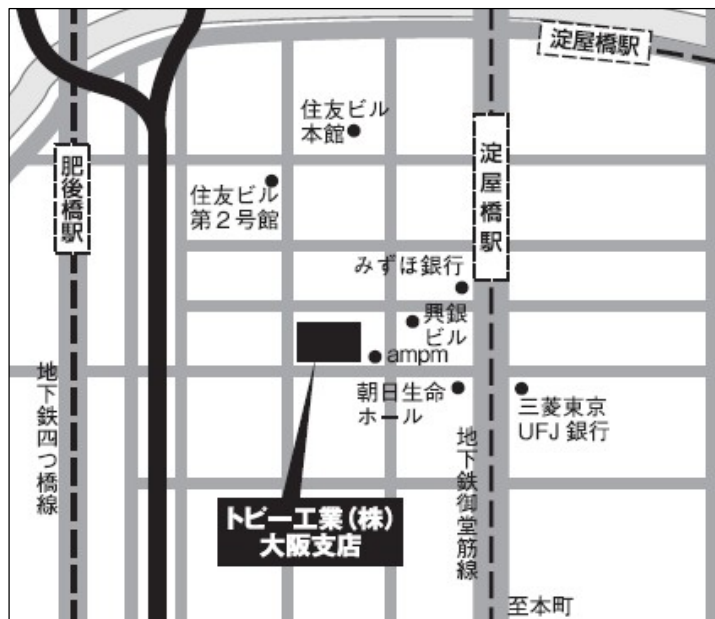 淀屋橋駅
住友ビル
本館
淀屋橋駅
肥後橋駅
住友ビル
第2号館
みずほ銀行
興銀
ビル
ampm
朝日生命
ホール
三菱東京
UFJ 銀行
地下鉄四つ橋線
地下鉄御堂筋線
トピー工業(株)
大阪支店
至本町